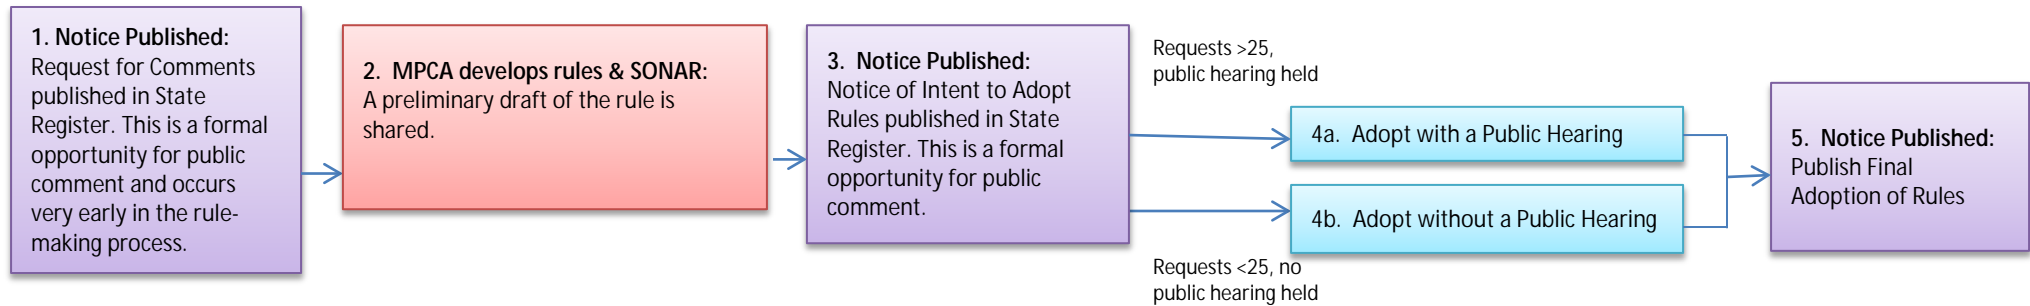 1. Notice Published:
Request for Comments
published in State
Register. This is a formal
opportunity for public
comment and occurs
very early in the rule-
making process.
2. MPCA develops rules & SONAR:
A preliminary draft of the rule is
shared.
3. Notice Published:
Notice of Intent to Adopt
Rules published in State
Register. This is a formal
opportunity for public
comment.
Requests >25,
public hearing held
4a. Adopt with a Public Hearing
4b. Adopt without a Public Hearing
Requests <25, no
public hearing held
5. Notice Published:
Publish Final
Adoption of Rules